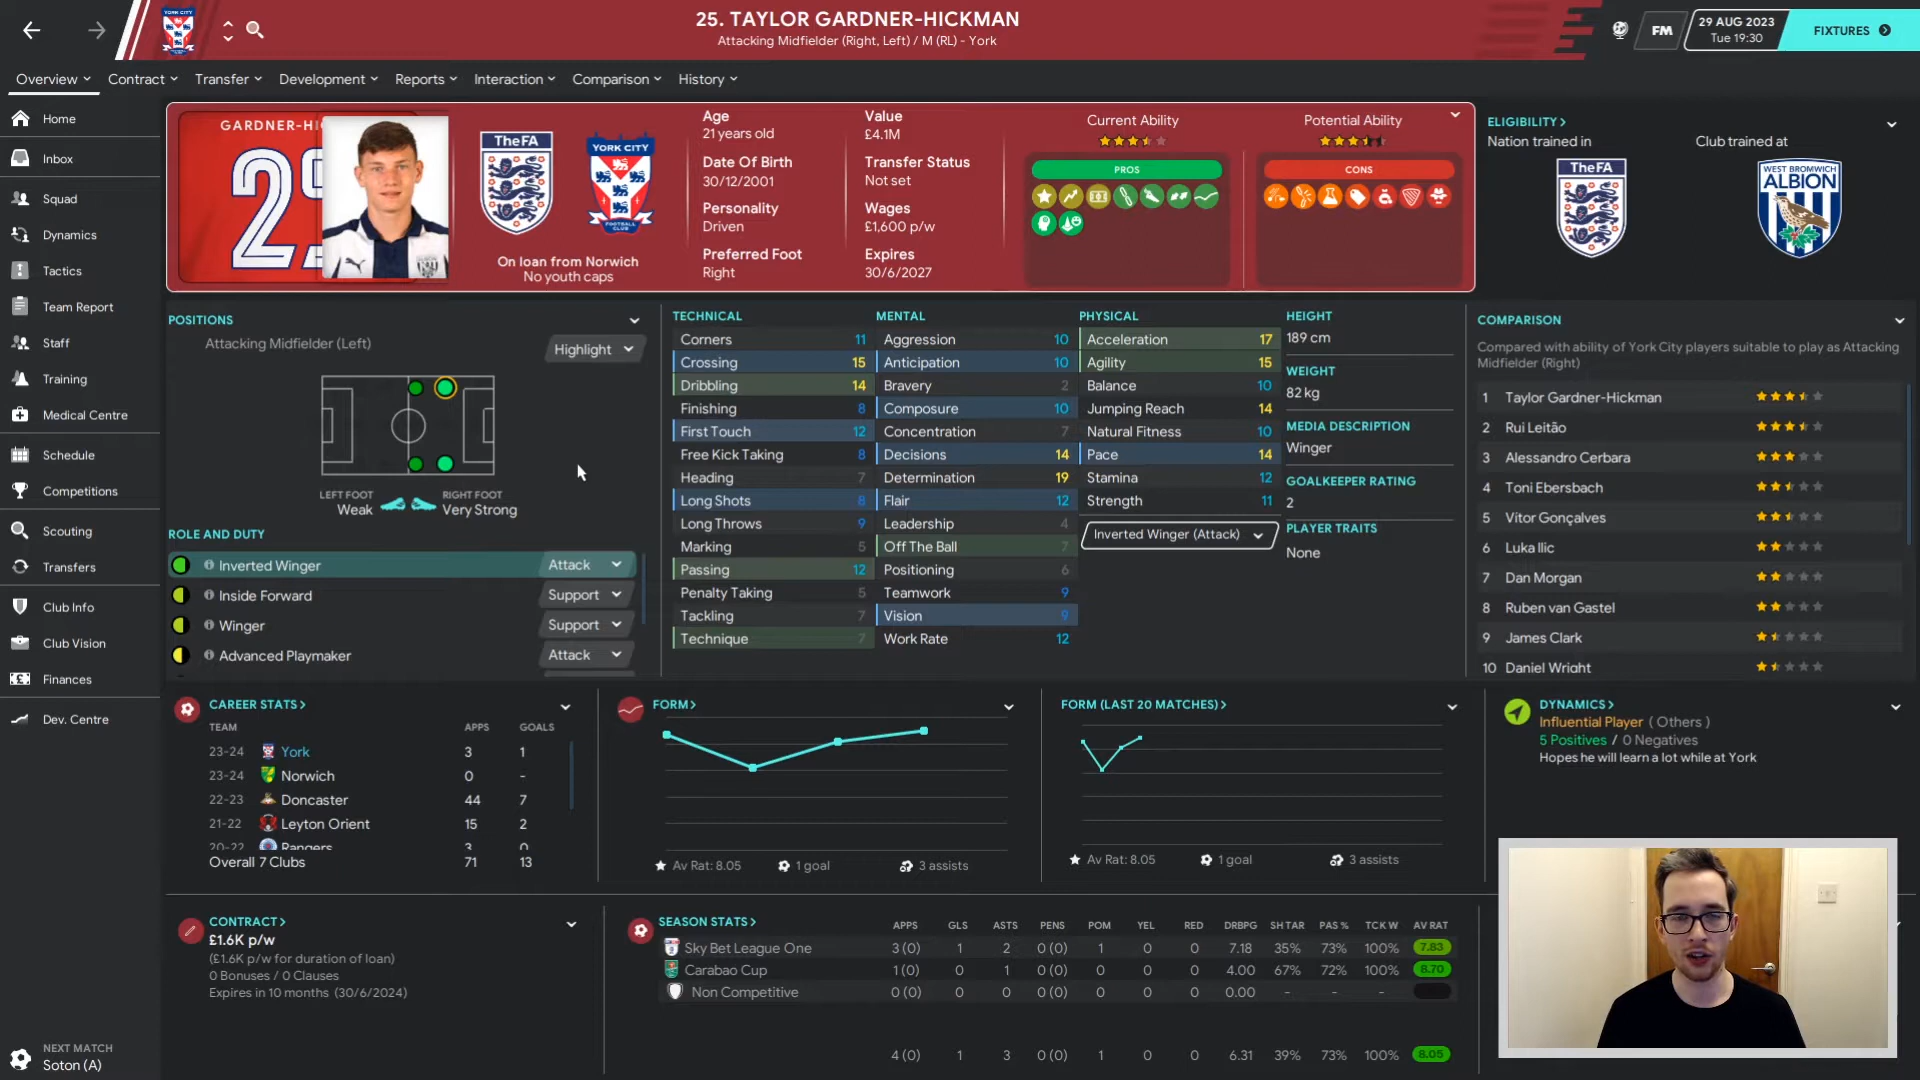 25. TAYLOR GARDNER-HICKMAN
Attacking Midfielder (Right, Left) / M (RL) - York
FM
29 AUG 2023
Tue 19:30
FIXTURES
Overview
Contract
Transfer
Development
Reports
Interaction
Comparison
History
Home
Inbox
Squad
Dynamics
Tactics
Team Report
Staff
Training
Medical Centre
Schedule
Competitions
Scouting
Transfers
Club Info
Club Vision
Finances
Dev. Centre
NEXT MATCH
Soton (A)
GARDNER-HI
TheFA
YORK CITY
On loan from Norwich
No youth caps
Age
21 years old
Date Of Birth
30/12/2001
Personality
Driven
Preferred Foot
Right
Value
£4.1M
Transfer Status
Not set
Wages
£1,600 p/w
Expires
30/6/2027
Current Ability
PROS
Potential Ability
CONS
ELIGIBILITY >
Nation trained in
Club trained at
TheFA
WEST BROMWICH
ALBION
POSITIONS
Attacking Midfielder (Left)
Highlight
LEFT FOOT
Weak
RIGHT FOOT
Very Strong
ROLE AND DUTY
Inverted Winger Attack
Inside Forward Support
Winger Support
Advanced Playmaker Attack
TECHNICAL
Corners 11
Crossing 15
Dribbling 14
Finishing 8
First Touch 12
Free Kick Taking 8
Heading 7
Long Shots 8
Long Throws 9
Marking 5
Passing 12
Penalty Taking 5
Tackling 7
Technique 7
MENTAL
Aggression 10
Anticipation 10
Bravery 2
Composure 10
Concentration 7
Decisions 14
Determination 19
Flair 12
Leadership 4
Off The Ball 7
Positioning 6
Teamwork 9
Vision 9
Work Rate 12
PHYSICAL
Acceleration 17
Agility 15
Balance 10
Jumping Reach 14
Natural Fitness 10
Pace 14
Stamina 12
Strength 11
Inverted Winger (Attack)
HEIGHT
189 cm
WEIGHT
82 kg
MEDIA DESCRIPTION
Winger
GOALKEEPER RATING
2
PLAYER TRAITS
None
COMPARISON
Compared with ability of York City players suitable to play as Attacking
Midfielder (Right)
1 Taylor Gardner-Hickman
2 Rui Leitão
3 Alessandro Cerbara
4 Toni Ebersbach
5 Vítor Gonçalves
6 Luka Ilic
7 Dan Morgan
8 Ruben van Gastel
9 James Clark
10 Daniel Wright
CAREER STATS >
TEAM APPS GOALS
23-24 York 3 1
23-24 Norwich 0 -
22-23 Doncaster 44 7
21-22 Leyton Orient 15 2
20-22 Rangers 3 0
Overall 7 Clubs 71 13
FORM >
Av Rat: 8.05 1 goal 3 assists
FORM (LAST 20 MATCHES) >
Av Rat: 8.05 1 goal 3 assists
DYNAMICS >
Influential Player ( Others )
5 Positives / 0 Negatives
Hopes he will learn a lot while at York
CONTRACT >
£1.6K p/w
(£1.6K p/w for duration of loan)
0 Bonuses / 0 Clauses
Expires in 10 months (30/6/2024)
SEASON STATS > APPS GLS ASTS PENS POM YEL RED DRBPG SH TAR PAS % TCK W AV RAT
Sky Bet League One 3 (0) 1 2 0 (0) 1 0 0 7.18 35% 73% 100% 7.83
Carabao Cup 1 (0) 0 1 0 (0) 0 0 0 4.00 67% 72% 100% 8.70
Non Competitive 0 (0) 0 0 0 (0) 0 0 0 0.00 - - -
4 (0) 1 3 0 (0) 1 0 0 6.31 39% 73% 100% 8.05